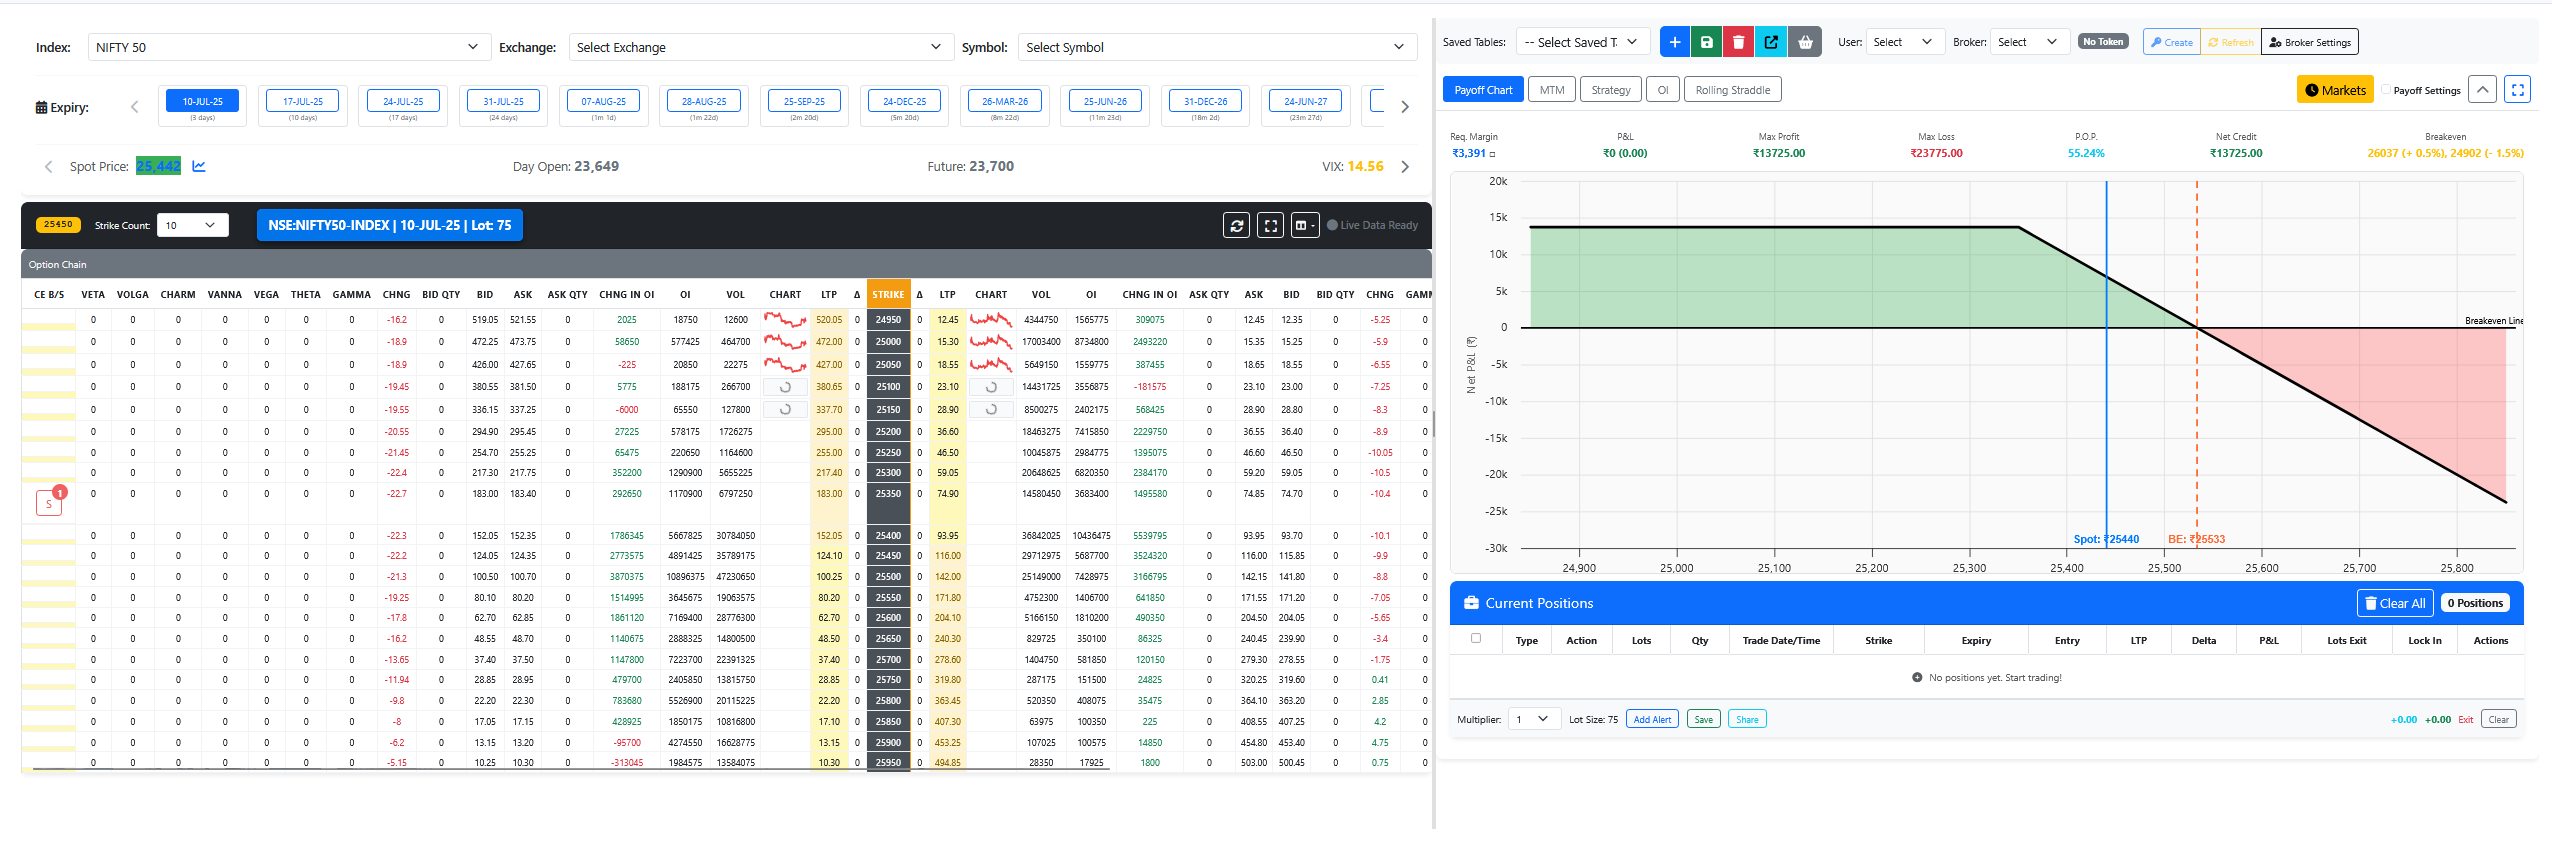 Index: NIFTY 50 Exchange: Select Exchange Symbol: Select Symbol
Expiry: 10-JUL-25 17-JUL-25 24-JUL-25 31-JUL-25 07-AUG-25 28-AUG-25 25-SEP-25 24-DEC-25 26-MAR-26 25-JUN-26 31-DEC-26 24-JUN-27
(3 days) (10 days) (17 days) (24 days) (1m 1d) (1m 22d) (2m 20d) (5m 20d) (8m 22d) (11m 23d) (18m 2d) (23m 27d)
Spot Price: 25,442 Day Open: 23,649 Future: 23,700 VIX: 14.56
25450 Strike Count: 10 NSE:NIFTY50-INDEX | 10-JUL-25 | Lot: 75 Live Data Ready
Option Chain
CE B/S VETA VOLGA CHARM VANNA VEGA THETA GAMMA CHNG BID QTY BID ASK ASK QTY CHNG IN OI OI VOL CHART LTP Δ STRIKE Δ LTP CHART VOL OI CHNG IN OI ASK QTY ASK BID BID QTY CHNG GAMM
0 0 0 0 0 0 0 -16.2 0 519.05 521.55 0 2025 18750 12600 520.05 0 24950 0 12.45 4344750 1565775 309075 0 12.45 12.35 0 -5.25 0
0 0 0 0 0 0 0 -18.9 0 472.25 473.75 0 58650 577425 464700 472.00 0 25000 0 15.30 17003400 8734800 2493220 0 15.35 15.25 0 -5.9 0
0 0 0 0 0 0 0 -18.9 0 426.00 427.65 0 -225 20850 22275 427.00 0 25050 0 18.55 5649150 1559775 387455 0 18.65 18.55 0 -6.55 0
0 0 0 0 0 0 0 -19.45 0 380.55 381.50 0 5775 188175 266700 380.65 0 25100 0 23.10 14431725 3556875 -181575 0 23.10 23.00 0 -7.25 0
0 0 0 0 0 0 0 -19.55 0 336.15 337.25 0 -6000 65550 127800 337.70 0 25150 0 28.90 8500275 2402175 568425 0 28.90 28.80 0 -8.3 0
0 0 0 0 0 0 0 -20.55 0 294.90 295.45 0 27225 578175 1726275 295.00 0 25200 0 36.60 18463275 7415850 2229750 0 36.55 36.40 0 -8.9 0
0 0 0 0 0 0 0 -21.45 0 254.70 255.25 0 65475 220650 1164600 255.00 0 25250 0 46.50 10045875 2984775 1395075 0 46.60 46.50 0 -10.05 0
0 0 0 0 0 0 0 -22.4 0 217.30 217.75 0 352200 1290900 5655225 217.40 0 25300 0 59.05 20648625 6820350 2384170 0 59.20 59.05 0 -10.5 0
S 1 0 0 0 0 0 0 0 -22.7 0 183.00 183.40 0 292650 1170900 6797250 183.00 0 25350 0 74.90 14580450 3683400 1495580 0 74.85 74.70 0 -10.4 0
0 0 0 0 0 0 0 -22.3 0 152.05 152.35 0 1786345 5667825 30784050 152.05 0 25400 0 93.95 36842025 10436475 5539795 0 93.95 93.70 0 -10.1 0
0 0 0 0 0 0 0 -22.2 0 124.05 124.35 0 2773575 4891425 35789175 124.10 0 25450 0 116.00 29712975 5687700 3524320 0 116.00 115.85 0 -9.9 0
0 0 0 0 0 0 0 -21.3 0 100.50 100.70 0 3870375 10896375 47230650 100.25 0 25500 0 142.00 25149000 7428975 3166795 0 142.15 141.80 0 -8.8 0
0 0 0 0 0 0 0 -19.25 0 80.10 80.20 0 1514995 3645675 19063575 80.20 0 25550 0 171.80 4752300 1406700 641850 0 171.55 171.20 0 -7.05 0
0 0 0 0 0 0 0 -17.8 0 62.70 62.85 0 1861120 7169400 28776300 62.70 0 25600 0 204.10 5166150 1810200 490350 0 204.50 204.05 0 -5.65 0
0 0 0 0 0 0 0 -16.2 0 48.55 48.70 0 1140675 2888325 14800500 48.50 0 25650 0 240.30 829725 350100 86325 0 240.45 239.90 0 -3.4 0
0 0 0 0 0 0 0 -13.65 0 37.40 37.50 0 1147800 7223700 22391325 37.40 0 25700 0 278.60 1404750 581850 120150 0 279.30 278.55 0 -1.75 0
0 0 0 0 0 0 0 -11.94 0 28.85 28.95 0 479700 2405850 13815750 28.85 0 25750 0 319.80 287175 151500 24825 0 320.25 319.60 0 0.41 0
0 0 0 0 0 0 0 -9.8 0 22.20 22.30 0 783680 5526900 20115225 22.20 0 25800 0 363.45 520350 408075 35475 0 364.10 363.20 0 2.85 0
0 0 0 0 0 0 0 -8 0 17.05 17.15 0 428925 1850175 10816800 17.10 0 25850 0 407.30 63975 100350 225 0 408.55 407.25 0 4.2 0
0 0 0 0 0 0 0 -6.2 0 13.15 13.20 0 -95700 4274550 16628775 13.15 0 25900 0 453.25 107025 100575 14850 0 454.80 453.40 0 4.75 0
0 0 0 0 0 0 0 -5.15 0 10.25 10.30 0 -313045 1984575 13584075 10.30 0 25950 0 494.85 28350 17925 1800 0 503.00 500.45 0 0.75 0
Saved Tables: -- Select Saved T User: Select Broker: Select No Token Create Refresh Broker Settings
Payoff Chart MTM Strategy OI Rolling Straddle Markets Payoff Settings
Req. Margin P&L Max Profit Max Loss P.O.P. Net Credit Breakeven
₹3,391 ₹0 (0.00) ₹13725.00 ₹23775.00 55.24% ₹13725.00 26037 (+ 0.5%), 24902 (- 1.5%)
20k
15k
10k
5k
0
-5k
-10k
-15k
-20k
-25k
-30k
Net P&L (₹)
Breakeven Line
Spot: ₹25440 BE: ₹25533
24,900 25,000 25,100 25,200 25,300 25,400 25,500 25,600 25,700 25,800
Current Positions Clear All 0 Positions
Type Action Lots Qty Trade Date/Time Strike Expiry Entry LTP Delta P&L Lots Exit Lock In Actions
No positions yet. Start trading!
Multiplier: 1 Lot Size: 75 Add Alert Save Share +0.00 +0.00 Exit Clear